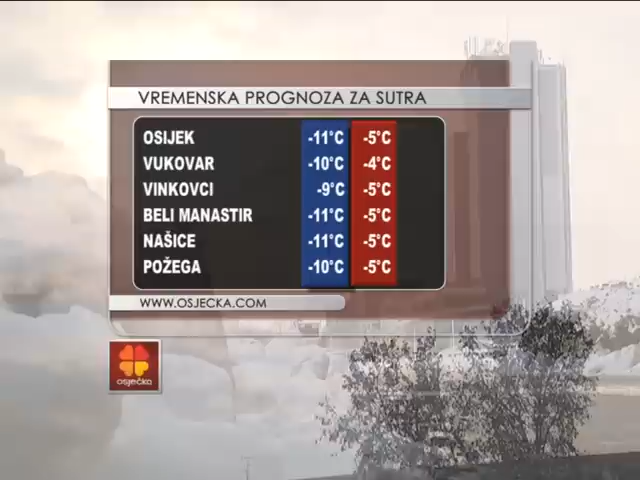 VREMENSKA PROGNOZA ZA SUTRA
OSIJEK -11°C -5°C
VUKOVAR -10°C -4°C
VINKOVCI -9°C -5°C
BELI MANASTIR -11°C -5°C
NAŠICE -11°C -5°C
POŽEGA -10°C -5°C
WWW.OSJECKA.COM
osječka